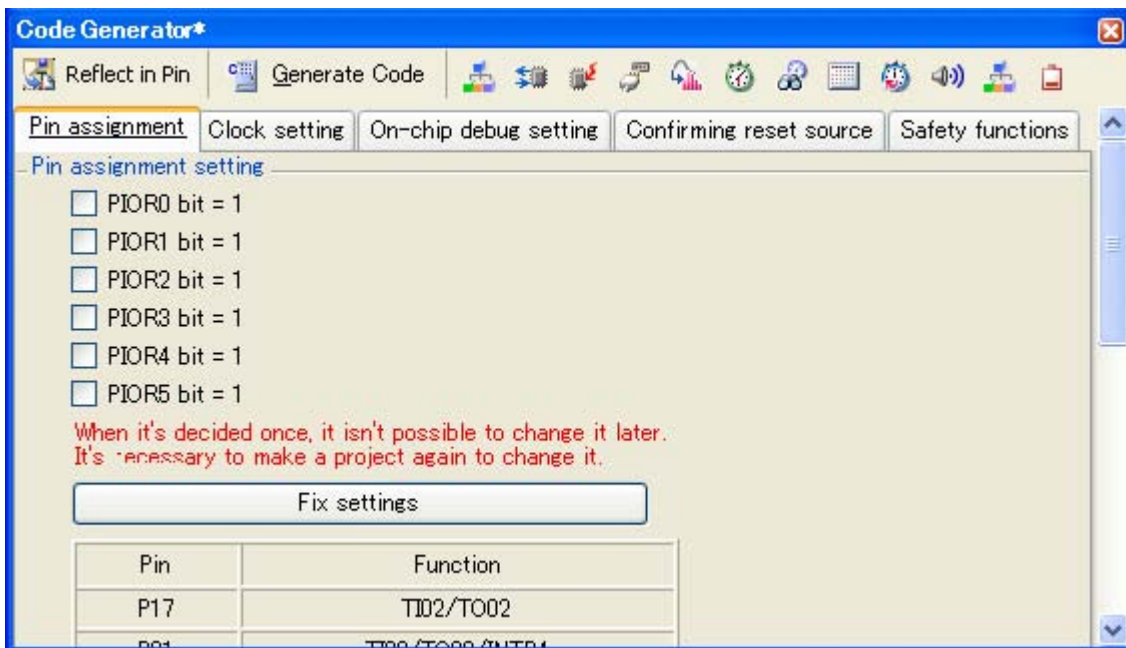 Code Generator*
Reflect in Pin Generate Code
Pin assignment Clock setting On-chip debug setting Confirming reset source Safety functions
Pin assignment setting
PIOR0 bit = 1
PIOR1 bit = 1
PIOR2 bit = 1
PIOR3 bit = 1
PIOR4 bit = 1
PIOR5 bit = 1
When it's decided once, it isn't possible to change it later.
It's necessary to make a project again to change it.
Fix settings
Pin Function
P17 TI02/TO02